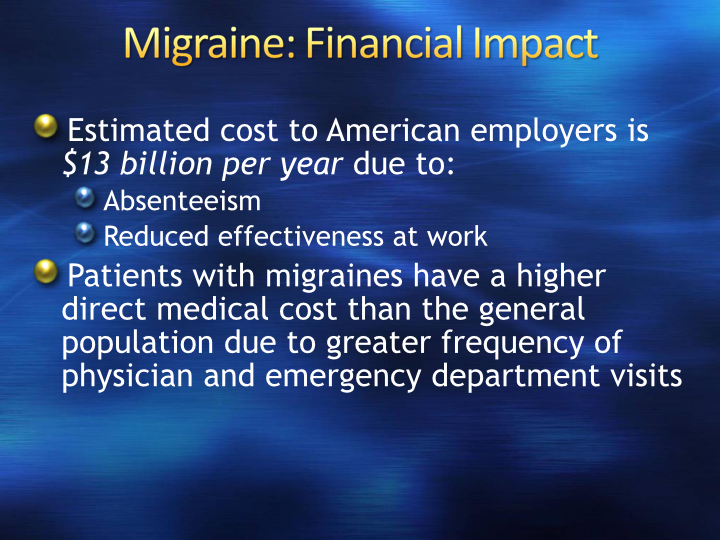 Migraine: Financial Impact
Estimated cost to American employers is
$13 billion per year due to:
Absenteeism
Reduced effectiveness at work
Patients with migraines have a higher
direct medical cost than the general
population due to greater frequency of
physician and emergency department visits